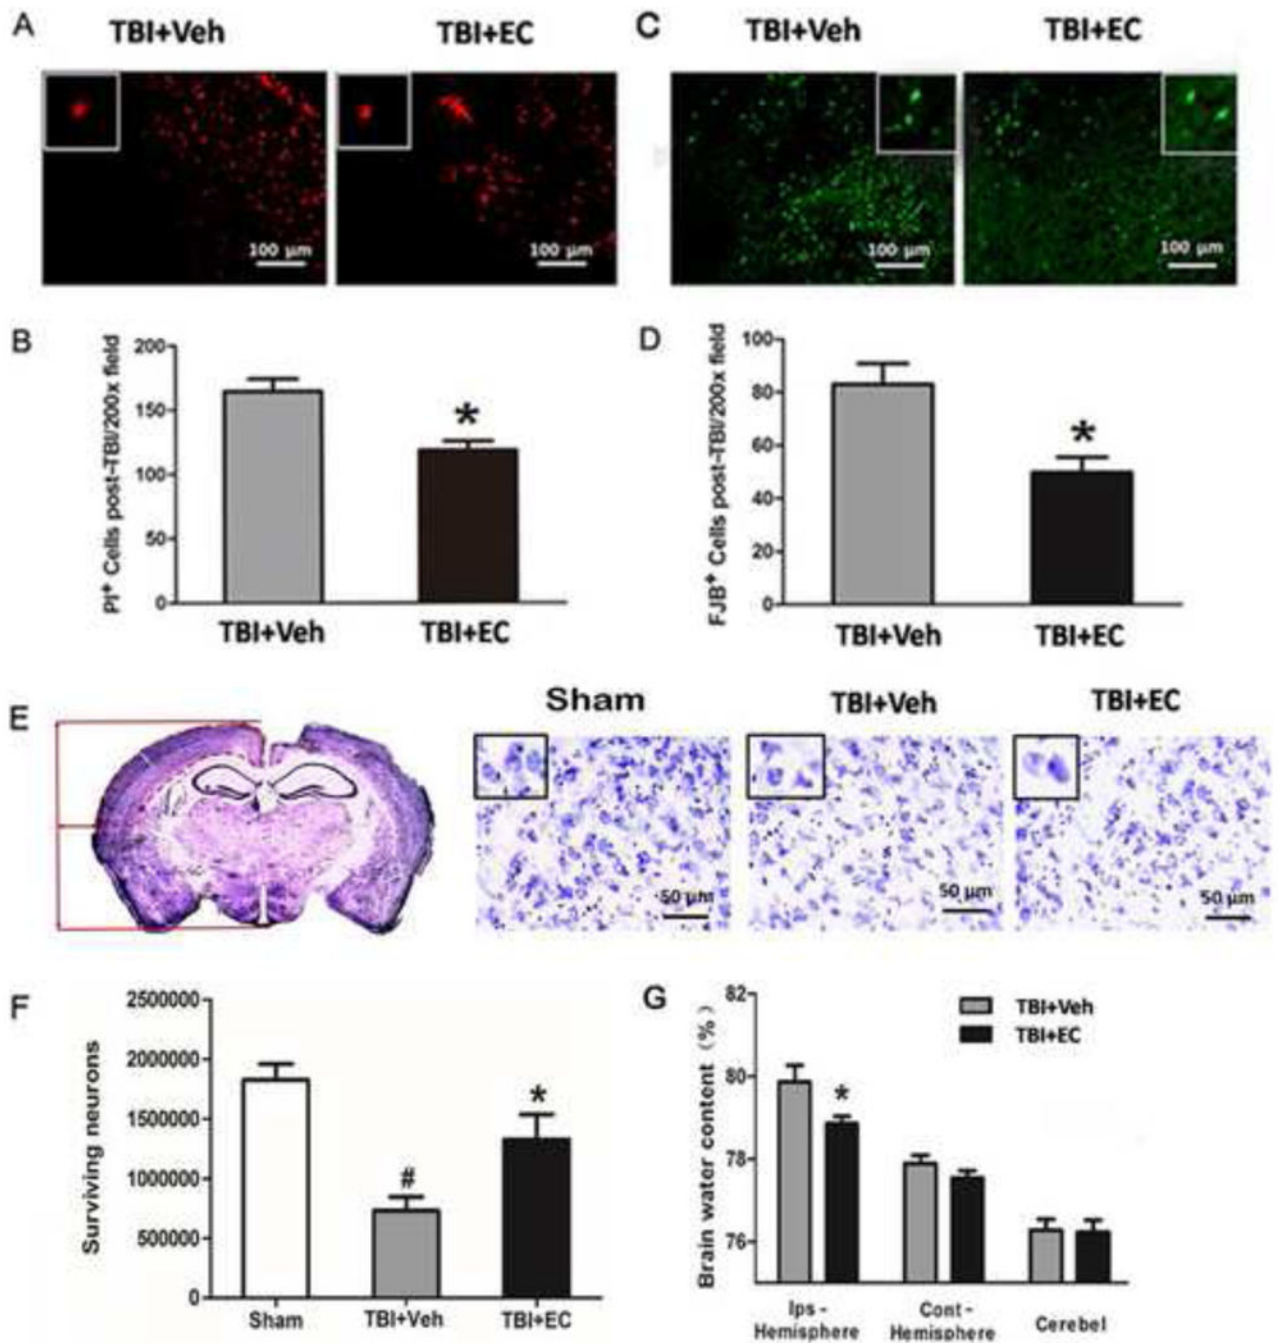 A
TBI+Veh
TBI+EC
100 μm
100 μm
C
TBI+Veh
TBI+EC
100 μm
100 μm
B
PI+ Cells post-TBI/200x field
200
150
100
50
0
*
TBI+Veh
TBI+EC
D
FJB+ Cells post-TBI/200x field
100
80
60
40
20
0
*
TBI+Veh
TBI+EC
E
Sham
TBI+Veh
TBI+EC
50 μm
50 μm
50 μm
F
Surviving neurons
2500000
2000000
1500000
1000000
500000
0
#
*
Sham
TBI+Veh
TBI+EC
G
Brain water content (%)
82
80
78
76
TBI+Veh
TBI+EC
*
Ips-
Hemisphere
Cont-
Hemisphere
Cerebel